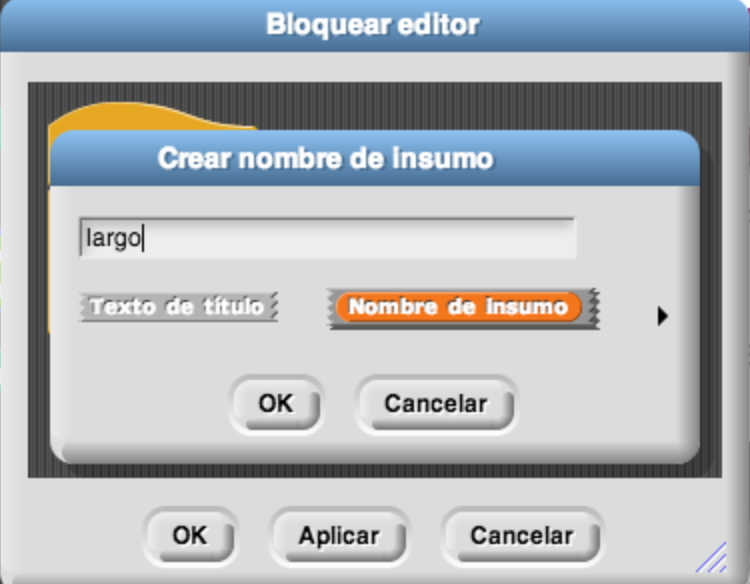 Bloquear editor
Crear nombre de insumo
largo
Texto de título
Nombre de insumo
OK
Cancelar
OK
Aplicar
Cancelar